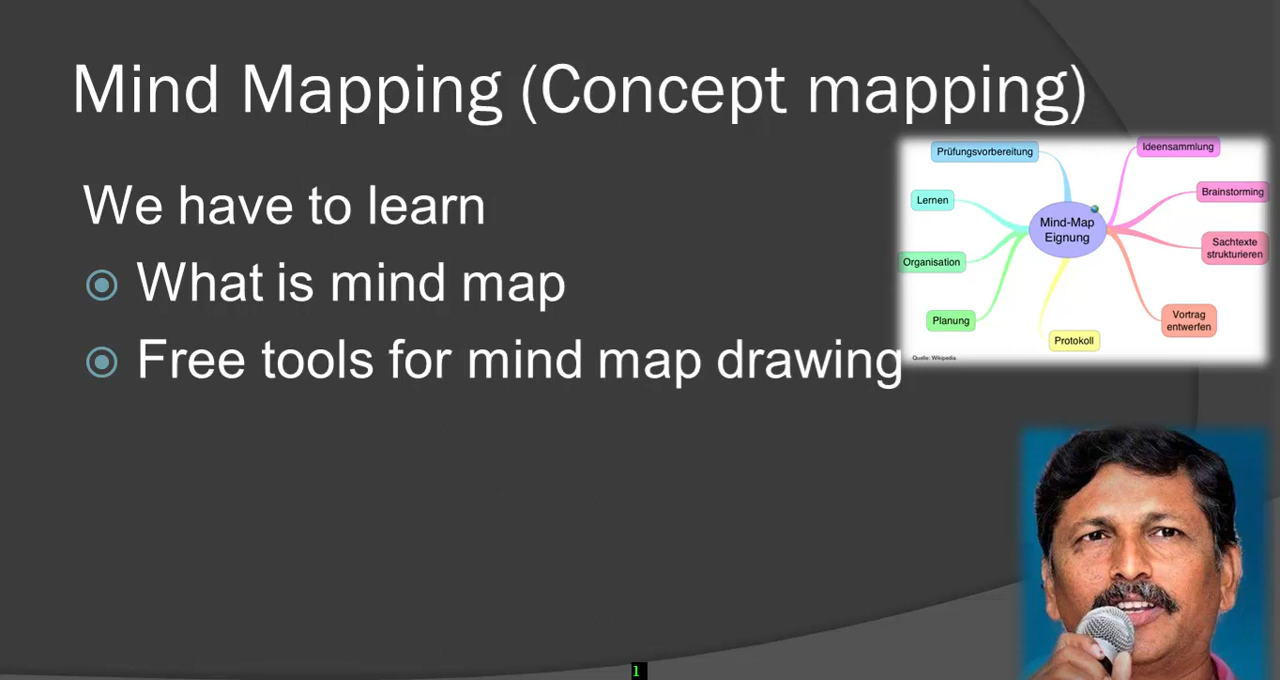 Mind Mapping (Concept mapping)
We have to learn
What is mind map
Free tools for mind map drawing
Prüfungsvorbereitung
Ideensammlung
Lernen
Brainstorming
Mind-Map
Eignung
Sachtexte
strukturieren
Organisation
Planung
Vortrag
entwerfen
Protokoll
Quelle: Wikipedia
1